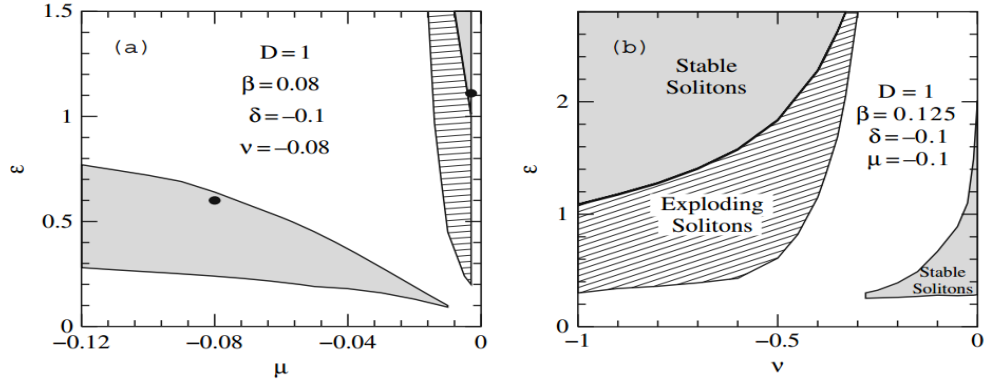 (a)
D=1
β=0.08
δ=−0.1
ν=−0.08
1.5
1
0.5
0
ε
−0.12
−0.08
−0.04
0
μ
(b)
Stable
Solitons
D=1
β=0.125
δ=−0.1
μ=−0.1
Exploding
Solitons
Stable
Solitons
2
1
0
ε
−1
−0.5
0
ν